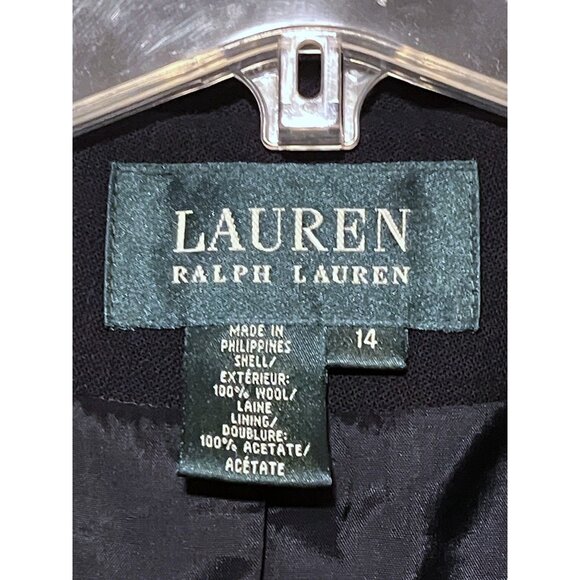 LAUREN
RALPH LAUREN
MADE IN
PHILIPPINES
SHELL/
EXTÉRIEUR:
100% WOOL/
LAINE
LINING/
DOUBLURE:
100% ACETATE/
ACÉTATE
14